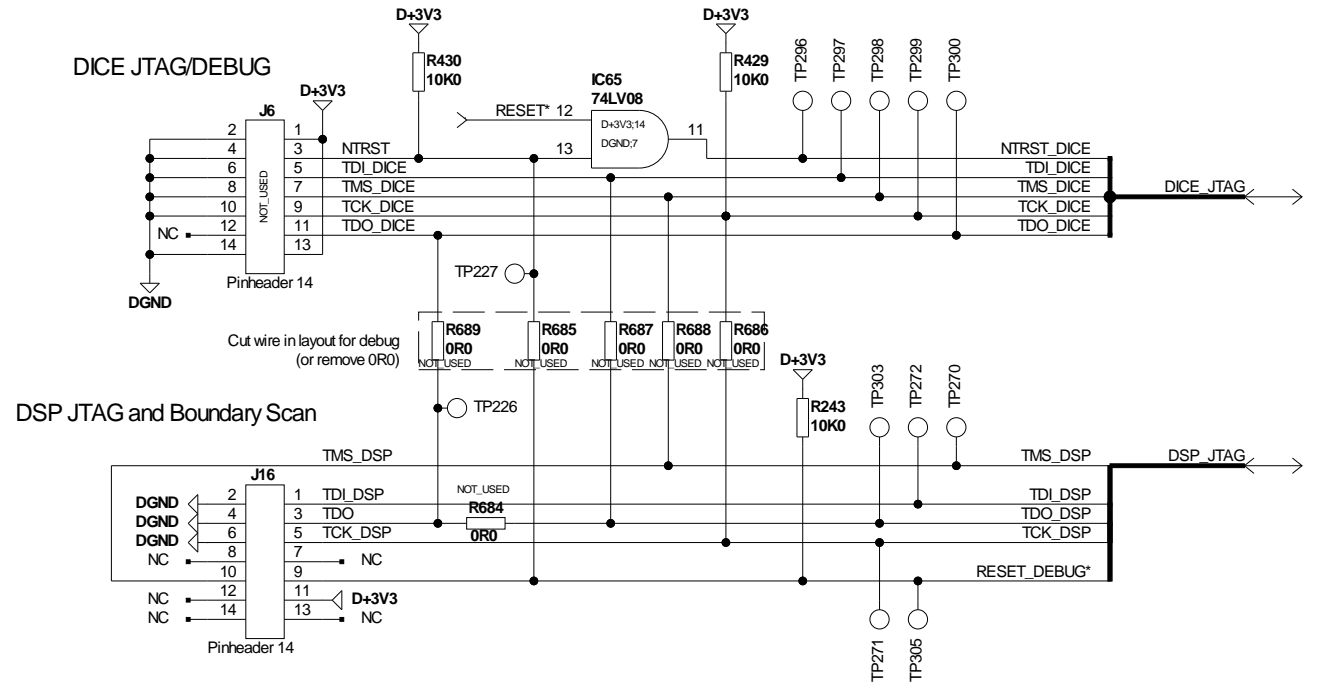 D+3V3
D+3V3
R430
10K0
R429
10K0
TP296
TP297
TP298
TP299
TP300
DICE JTAG/DEBUG
IC65
74LV08
D+3V3
J6
RESET* 12
D+3V3;14
DGND;7
11
13
2 1
4 3 NTRST NTRST_DICE
6 5 TDI_DICE TDI_DICE
8 7 TMS_DICE TMS_DICE DICE_JTAG
10 9 TCK_DICE TCK_DICE
NC 12 11 TDO_DICE TDO_DICE
14 13
NOT_USED
Pinheader 14
DGND
TP227
Cut wire in layout for debug
(or remove 0R0)
R689 R685 R687 R688 R686
0R0 0R0 0R0 0R0 0R0
NOT_USED NOT_USED NOT_USED NOT_USED NOT_USED
D+3V3
TP303
TP272
TP270
R243
10K0
TP226
DSP JTAG and Boundary Scan
TMS_DSP TMS_DSP DSP_JTAG
J16
NOT_USED
R684
0R0
DGND 2 1 TDI_DSP TDI_DSP
DGND 4 3 TDO TDO_DSP
DGND 6 5 TCK_DSP TCK_DSP
NC 8 7 NC
10 9 RESET_DEBUG*
NC 12 11 D+3V3
NC 14 13 NC
Pinheader 14
TP271
TP305